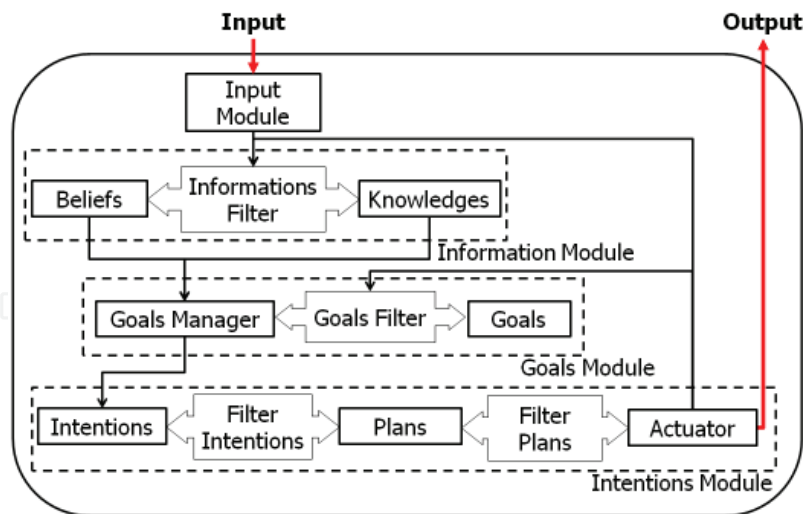 Input
Output
Input
Module
Beliefs
Informations
Filter
Knowledges
Information Module
Goals Manager
Goals Filter
Goals
Goals Module
Intentions
Filter
Intentions
Plans
Filter
Plans
Actuator
Intentions Module